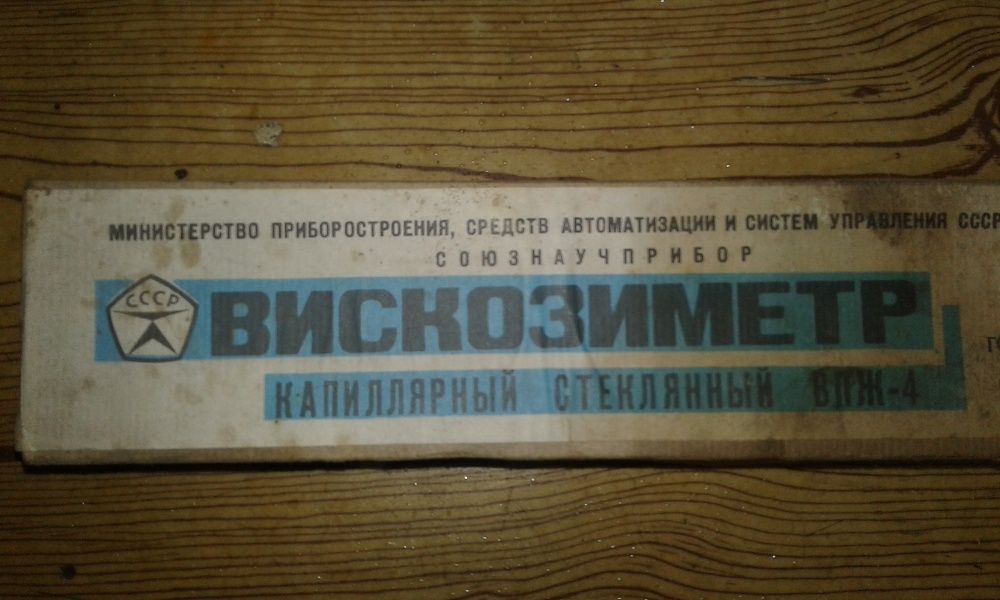 МИНИСТЕРСТВО ПРИБОРОСТРОЕНИЯ, СРЕДСТВ АВТОМАТИЗАЦИИ И СИСТЕМ УПРАВЛЕНИЯ СССР
СОЮЗНАУЧПРИБОР
СССР
ВИСКОЗИМЕТР
КАПИЛЛЯРНЫЙ СТЕКЛЯННЫЙ ВПЖ-4